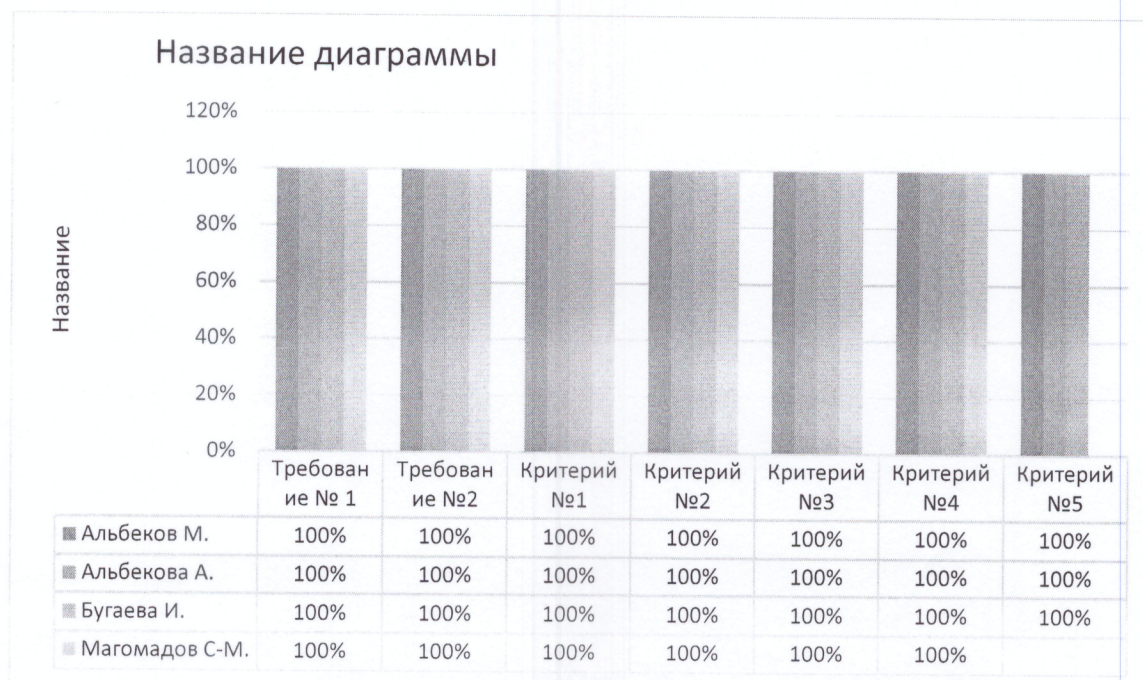 Название диаграммы
Название
120%
100%
80%
60%
40%
20%
0%
Требован Требован Критерий Критерий Критерий Критерий Критерий
ие № 1 ие №2 №1 №2 №3 №4 №5
Альбеков М. 100% 100% 100% 100% 100% 100% 100%
Альбекова А. 100% 100% 100% 100% 100% 100% 100%
Бугаева И. 100% 100% 100% 100% 100% 100% 100%
Магомадов С-М. 100% 100% 100% 100% 100% 100%